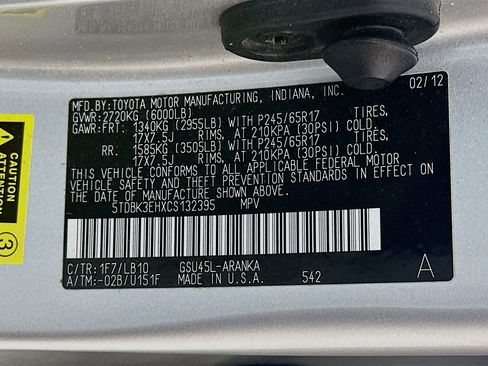 MFD.BY:TOYOTA MOTOR MANUFACTURING, INDIANA, INC. 02/12
GVWR: 2720KG (6000LB)
GAWR:FRT: 1340KG (2955LB)WITH P245/65R17 TIRES,
17X7.5J RIMS, AT 210KPA (30PSI) COLD.
RR: 1585KG (3505LB)WITH P245/65R17 TIRES,
17X7.5J RIMS, AT 210KPA (30PSI) COLD.
THIS VEHICLE CONFORMS TO ALL APPLICABLE FEDERAL MOTOR
VEHICLE SAFETY AND BUMPER STANDARDS IN EFFECT ON
THE DATE OF MANUFACTURE SHOWN ABOVE.
5TDBK3EHXCS132395 MPV
C/TR:1F7/LB10 GSU45L-ARANKA A
A/TM:-02B/U151F MADE IN U.S.A. 542
CAUTION
ATTENTION
3